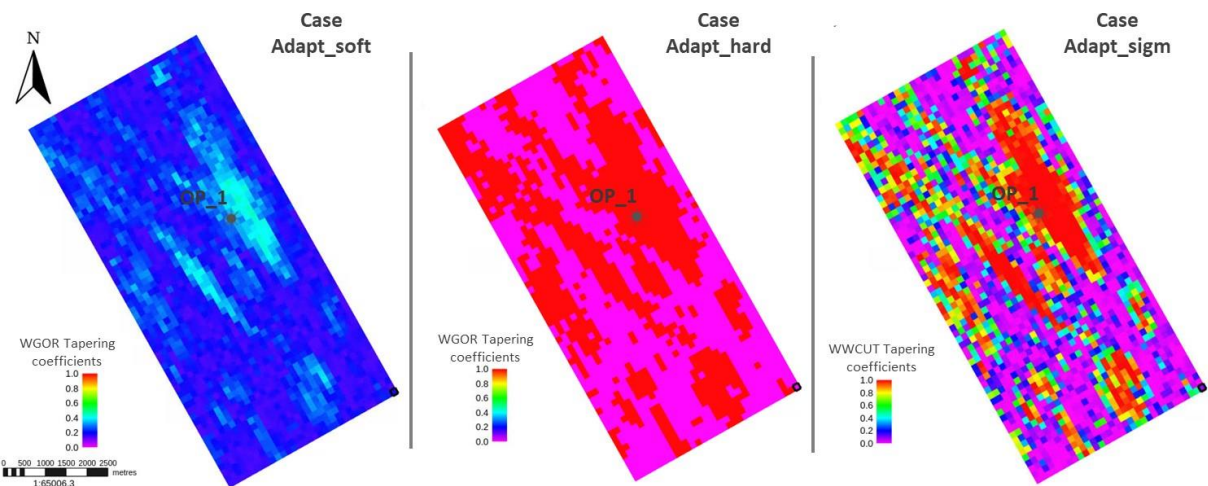 Case
Adapt_soft
N
OP_1
WGOR Tapering
coefficients
1.0
0.8
0.6
0.4
0.2
0.0
0 500 1000 1500 2000 2500
metres
1:65006.3
Case
Adapt_hard
OP_1
WGOR Tapering
coefficients
1.0
0.8
0.6
0.4
0.2
0.0
Case
Adapt_sigm
OP_1
WWCUT Tapering
coefficients
1.0
0.8
0.6
0.4
0.2
0.0